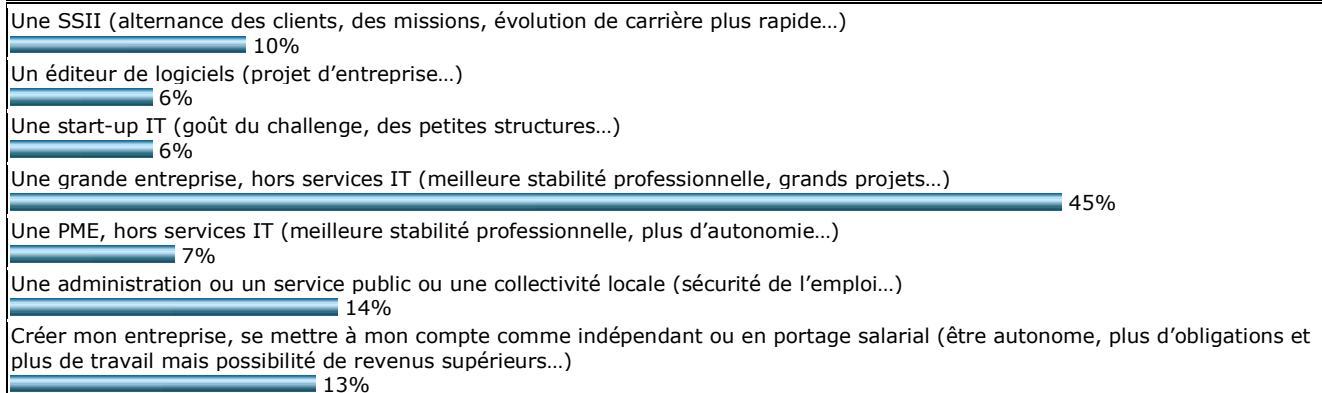 Une SSII (alternance des clients, des missions, évolution de carrière plus rapide…)
10%
Un éditeur de logiciels (projet d’entreprise…)
6%
Une start-up IT (goût du challenge, des petites structures…)
6%
Une grande entreprise, hors services IT (meilleure stabilité professionnelle, grands projets…)
45%
Une PME, hors services IT (meilleure stabilité professionnelle, plus d’autonomie…)
7%
Une administration ou un service public ou une collectivité locale (sécurité de l’emploi…)
14%
Créer mon entreprise, se mettre à mon compte comme indépendant ou en portage salarial (être autonome, plus d’obligations et
plus de travail mais possibilité de revenus supérieurs…)
13%